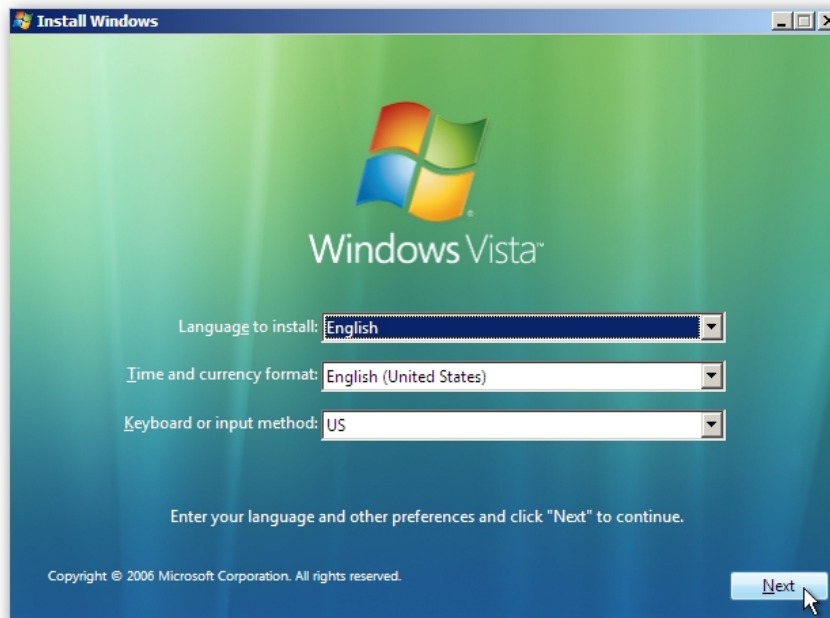 Install Windows
Windows Vista™
Language to install: English
Time and currency format: English (United States)
Keyboard or input method: US
Enter your language and other preferences and click "Next" to continue.
Copyright © 2006 Microsoft Corporation. All rights reserved.
Next